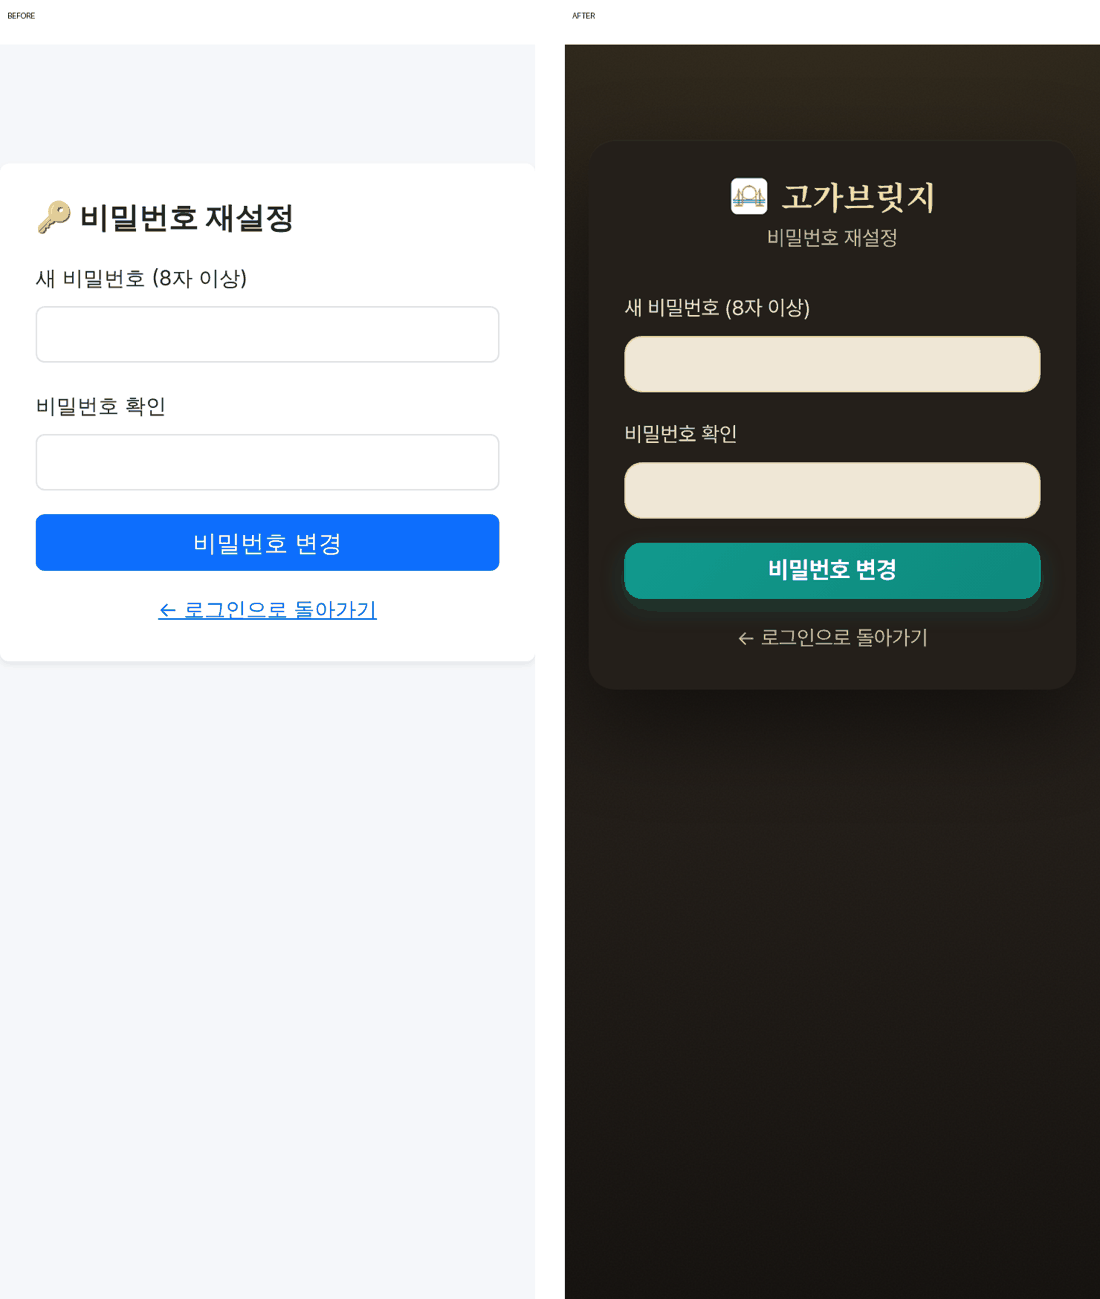 BEFORE
🔑 비밀번호 재설정
새 비밀번호 (8자 이상)
비밀번호 확인
비밀번호 변경
← 로그인으로 돌아가기
AFTER
고가브릿지
비밀번호 재설정
새 비밀번호 (8자 이상)
비밀번호 확인
비밀번호 변경
← 로그인으로 돌아가기